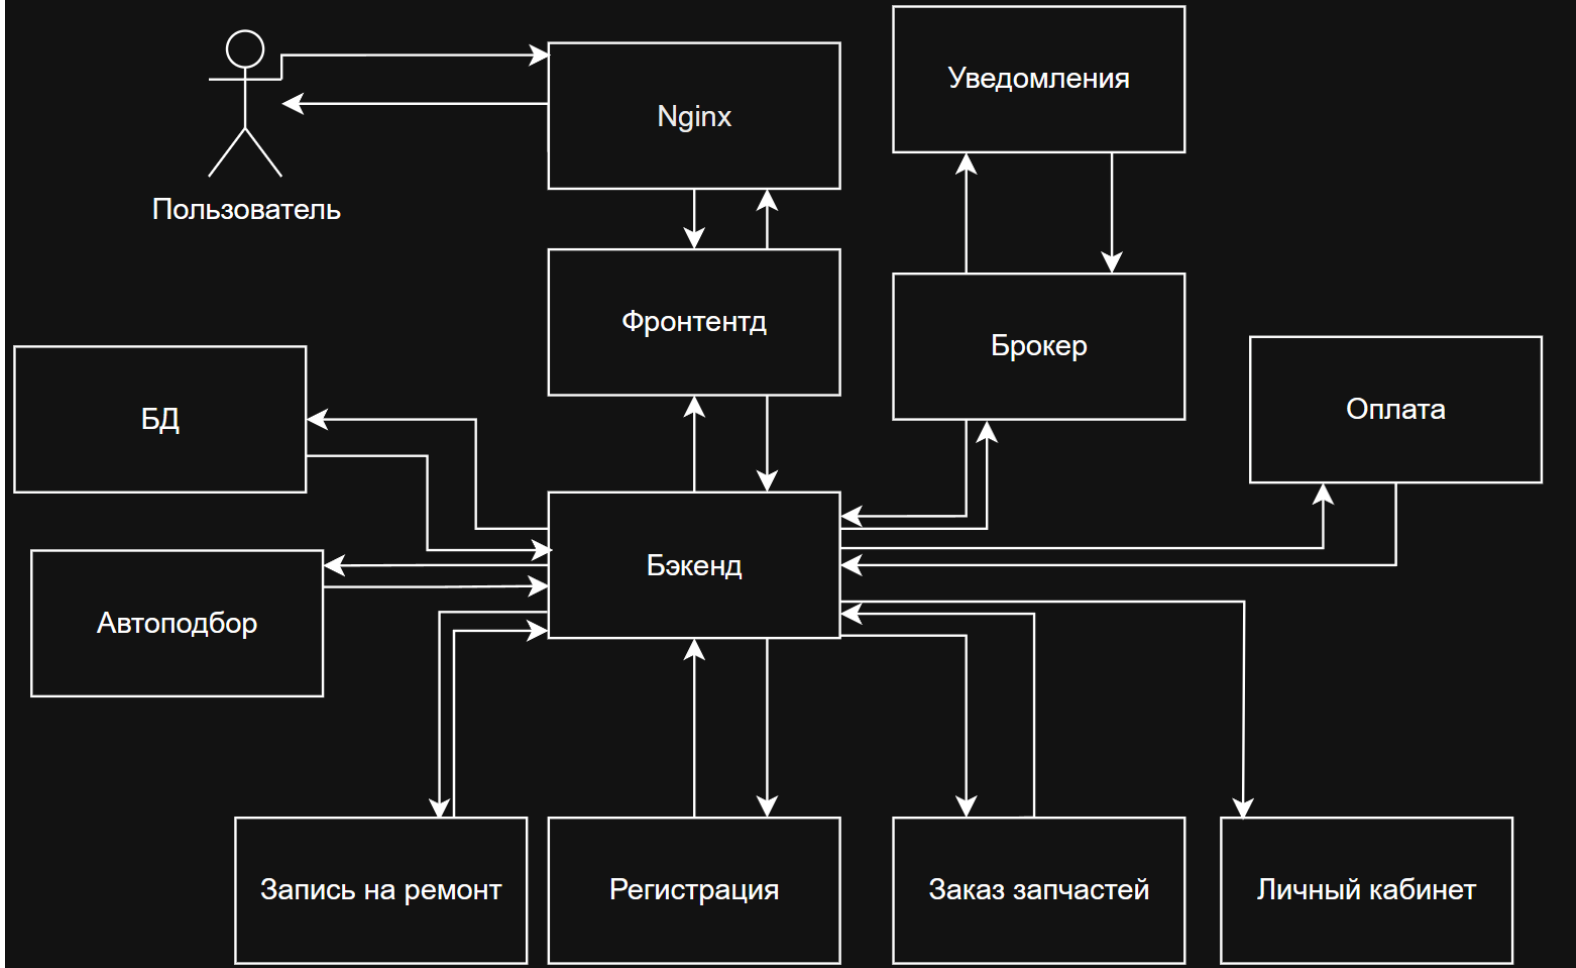 Пользователь
Nginx
Уведомления
Фронтентд
Брокер
БД
Оплата
Бэкенд
Автоподбор
Запись на ремонт
Регистрация
Заказ запчастей
Личный кабинет